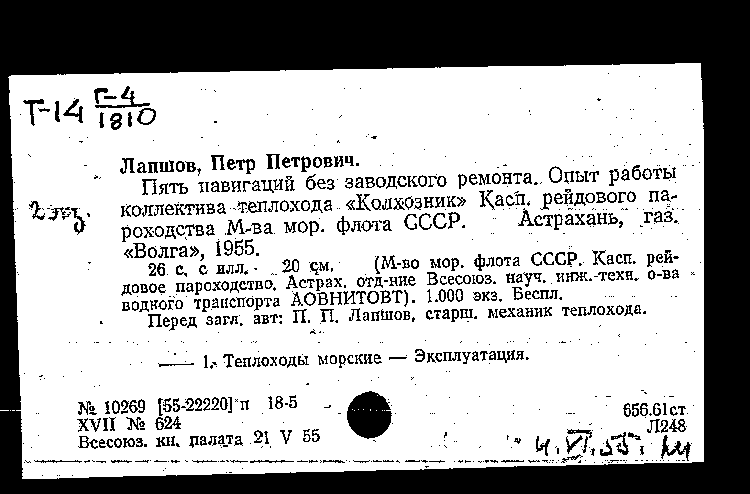 Т-14 Г-4
1810
Лапшов, Петр Петрович.
Пять навигаций без заводского ремонта. Опыт работы
2 экз. коллектива теплохода «Колхозник» Касп. рейдового па-
роходства М-ва мор. флота СССР. Астрахань, газ.
«Волга», 1955.
26 с. с илл. 20 см. (М-во мор. флота СССР. Касп. рей-
довое пароходство. Астрах. отд-ние Всесоюз. науч. инж.-техн. о-ва
водного транспорта АОВНИТОВТ). 1.000 экз. Беспл.
Перед загл. авт: П. П. Лапшов, старш. механик теплохода.
—— 1. Теплоходы морские — Эксплуатация.
№ 10269 [55-22220] п 18-5 656.61ст
XVII № 624 Л248
Всесоюз. кн. палата 21 V 55 4.VI.55.